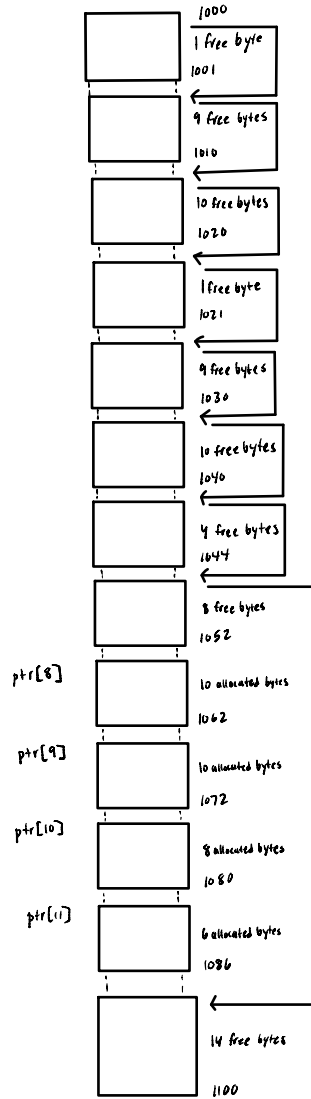 1000
1 free byte
1001
9 free bytes
1010
10 free bytes
1020
1 free byte
1021
9 free bytes
1030
10 free bytes
1040
4 free bytes
1044
8 free bytes
1052
ptr[8]
10 allocated bytes
1062
ptr[9]
10 allocated bytes
1072
ptr[10]
8 allocated bytes
1080
ptr[11]
6 allocated bytes
1086
14 free bytes
1100